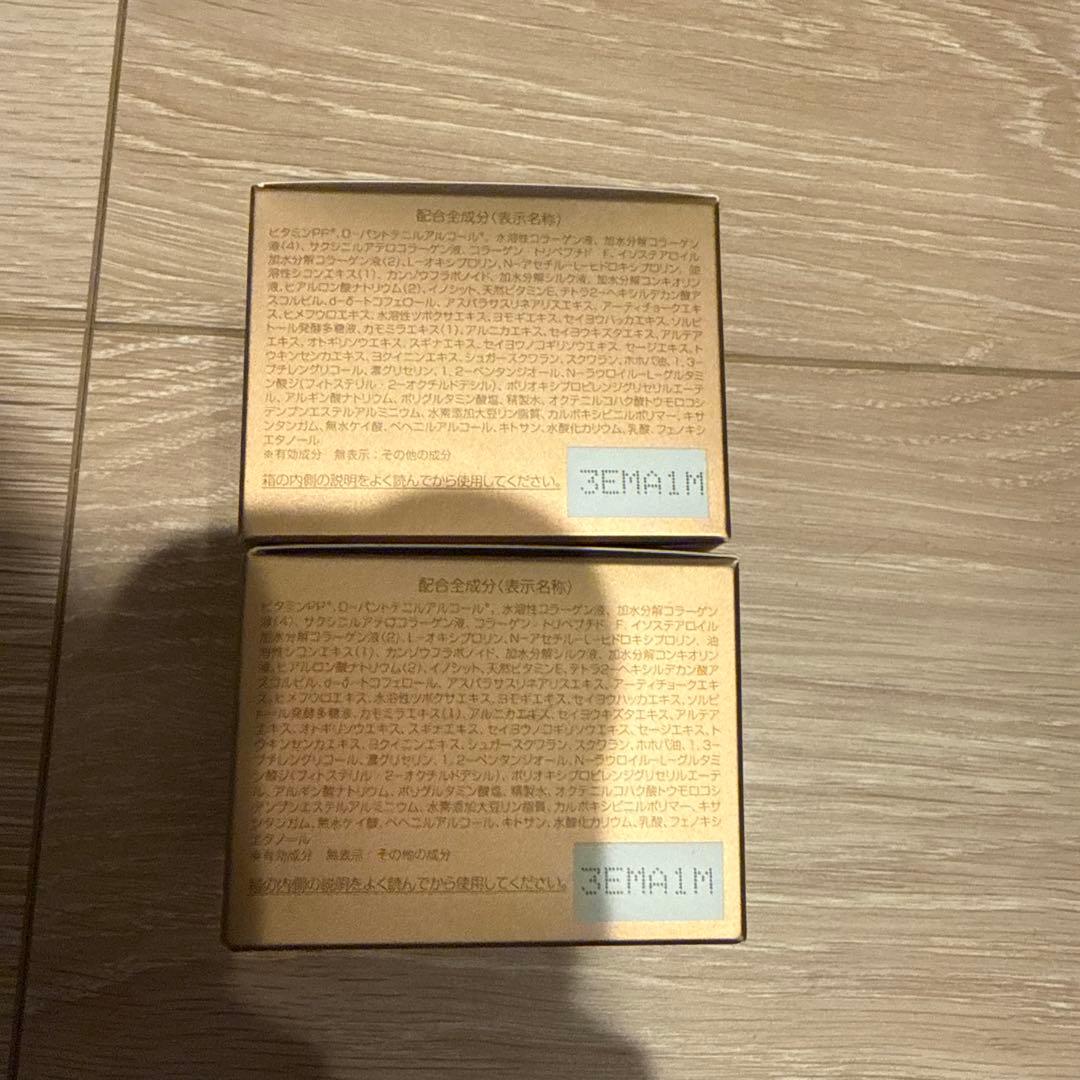 配合全成分(表示名称)
ビタミンPP*、D-パントテニルアルコール*、水溶性コラーゲン液、加水分解コラーゲン
液(4)、サクシニルアテロコラーゲン液、コラーゲン・トリペプチド F、イソステアロイル
加水分解コラーゲン液(2)、L-オキシプロリン、N-アセチル-L-ヒドロキシプロリン、油
溶性シコンエキス(1)、カンゾウフラボノイド、加水分解シルク液、加水分解コンキオリン
液、ヒアルロン酸ナトリウム(2)、イノシット、天然ビタミンE、テトラ2-ヘキシルデカン酸ア
スコルビル、d-δ-トコフェロール、アスパラサスリネアリスエキス、アーティチョークエキ
ス、ヒメフウロエキス、水溶性ツボクサエキス、ヨモギエキス、セイヨウハッカエキス、ソルビ
トール発酵多糖液、カモミラエキス(1)、アルニカエキス、セイヨウキズタエキス、アルテア
エキス、オトギリソウエキス、スギナエキス、セイヨウノコギリソウエキス、セージエキス、ト
ウキンセンカエキス、ヨクイニンエキス、シュガースクワラン、スクワラン、ホホバ油、1,3-
ブチレングリコール、濃グリセリン、1,2-ペンタンジオール、N-ラウロイル-L-グルタミ
ン酸ジ(フィトステリル・2-オクチルドデシル)、ポリオキシプロピレンジグリセリルエーテ
ル、アルギン酸ナトリウム、ポリグルタミン酸塩、精製水、オクテニルコハク酸トウモロコシ
デンプンエステルアルミニウム、水素添加大豆リン脂質、カルボキシビニルポリマー、キサ
ンタンガム、無水ケイ酸、ベヘニルアルコール、キトサン、水酸化カリウム、乳酸、フェノキシ
エタノール
※有効成分 無表示:その他の成分
箱の内側の説明をよく読んでから使用してください。
3EMA1M
配合全成分(表示名称)
ビタミンPP*、D-パントテニルアルコール*、水溶性コラーゲン液、加水分解コラーゲン
液(4)、サクシニルアテロコラーゲン液、コラーゲン・トリペプチド F、イソステアロイル
加水分解コラーゲン液(2)、L-オキシプロリン、N-アセチル-L-ヒドロキシプロリン、油
溶性シコンエキス(1)、カンゾウフラボノイド、加水分解シルク液、加水分解コンキオリン
液、ヒアルロン酸ナトリウム(2)、イノシット、天然ビタミンE、テトラ2-ヘキシルデカン酸ア
スコルビル、d-δ-トコフェロール、アスパラサスリネアリスエキス、アーティチョークエキ
ス、ヒメフウロエキス、水溶性ツボクサエキス、ヨモギエキス、セイヨウハッカエキス、ソルビ
トール発酵多糖液、カモミラエキス(1)、アルニカエキス、セイヨウキズタエキス、アルテア
エキス、オトギリソウエキス、スギナエキス、セイヨウノコギリソウエキス、セージエキス、ト
ウキンセンカエキス、ヨクイニンエキス、シュガースクワラン、スクワラン、ホホバ油、1,3-
ブチレングリコール、濃グリセリン、1,2-ペンタンジオール、N-ラウロイル-L-グルタミ
ン酸ジ(フィトステリル・2-オクチルドデシル)、ポリオキシプロピレンジグリセリルエーテ
ル、アルギン酸ナトリウム、ポリグルタミン酸塩、精製水、オクテニルコハク酸トウモロコシ
デンプンエステルアルミニウム、水素添加大豆リン脂質、カルボキシビニルポリマー、キサ
ンタンガム、無水ケイ酸、ベヘニルアルコール、キトサン、水酸化カリウム、乳酸、フェノキシ
エタノール
※有効成分 無表示:その他の成分
箱の内側の説明をよく読んでから使用してください。
3EMA1M